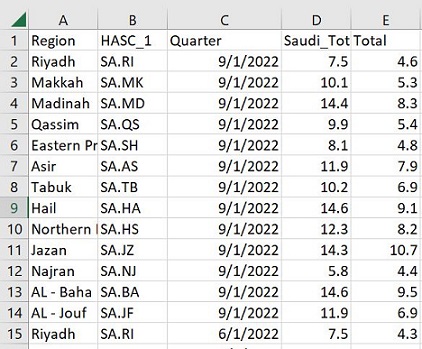 A B C D E
1 Region HASC_1 Quarter Saudi_Tot Total
2 Riyadh SA.RI 9/1/2022 7.5 4.6
3 Makkah SA.MK 9/1/2022 10.1 5.3
4 Madinah SA.MD 9/1/2022 14.4 8.3
5 Qassim SA.QS 9/1/2022 9.9 5.4
6 Eastern Pr SA.SH 9/1/2022 8.1 4.8
7 Asir SA.AS 9/1/2022 11.9 7.9
8 Tabuk SA.TB 9/1/2022 10.2 6.9
9 Hail SA.HA 9/1/2022 14.6 9.1
10 Northern SA.HS 9/1/2022 12.3 8.2
11 Jazan SA.JZ 9/1/2022 14.3 10.7
12 Najran SA.NJ 9/1/2022 5.8 4.4
13 AL - Baha SA.BA 9/1/2022 14.6 9.5
14 AL - Jouf SA.JF 9/1/2022 11.9 6.9
15 Riyadh SA.RI 6/1/2022 7.5 4.3